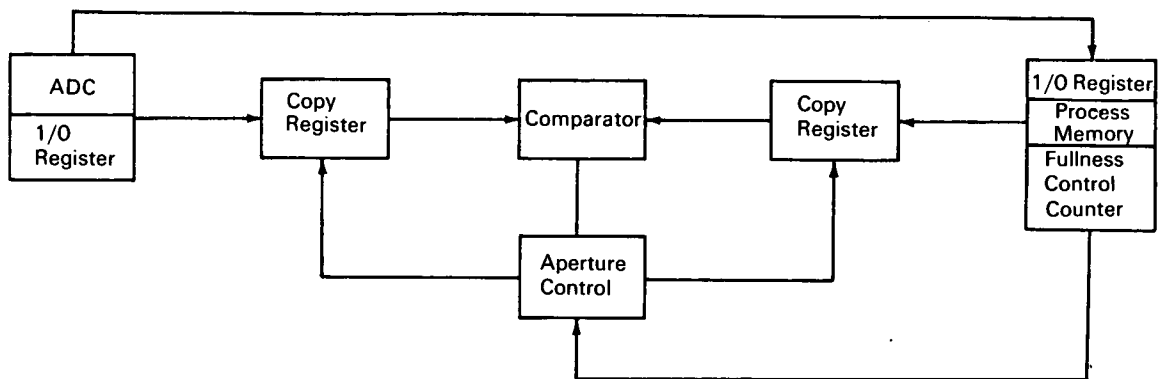 ADC
1/0
Register
Copy
Register
Comparator
Copy
Register
1/0 Register
Process
Memory
Fullness
Control
Counter
Aperture
Control